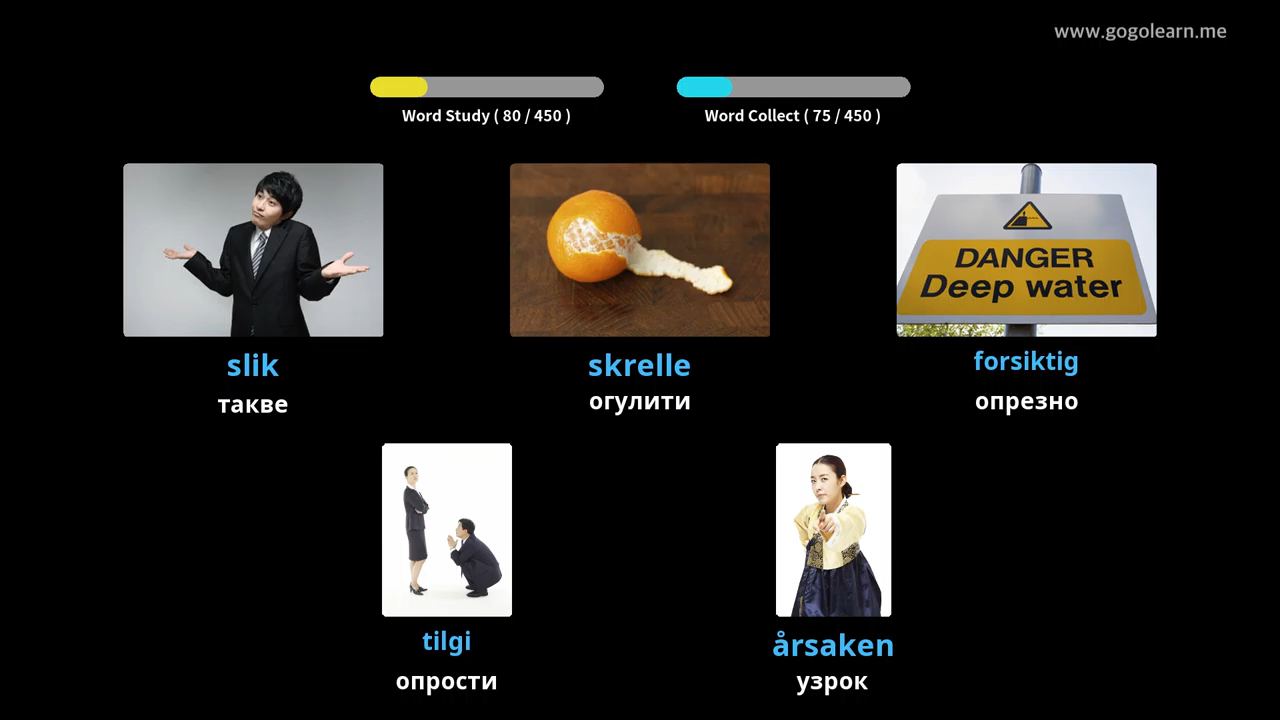 www.gogolearn.me
Word Study ( 80 / 450 )
Word Collect ( 75 / 450 )
DANGER
Deep water
slik
skrelle
forsiktig
такве
огулити
опрезно
tilgi
årsaken
опрости
узрок